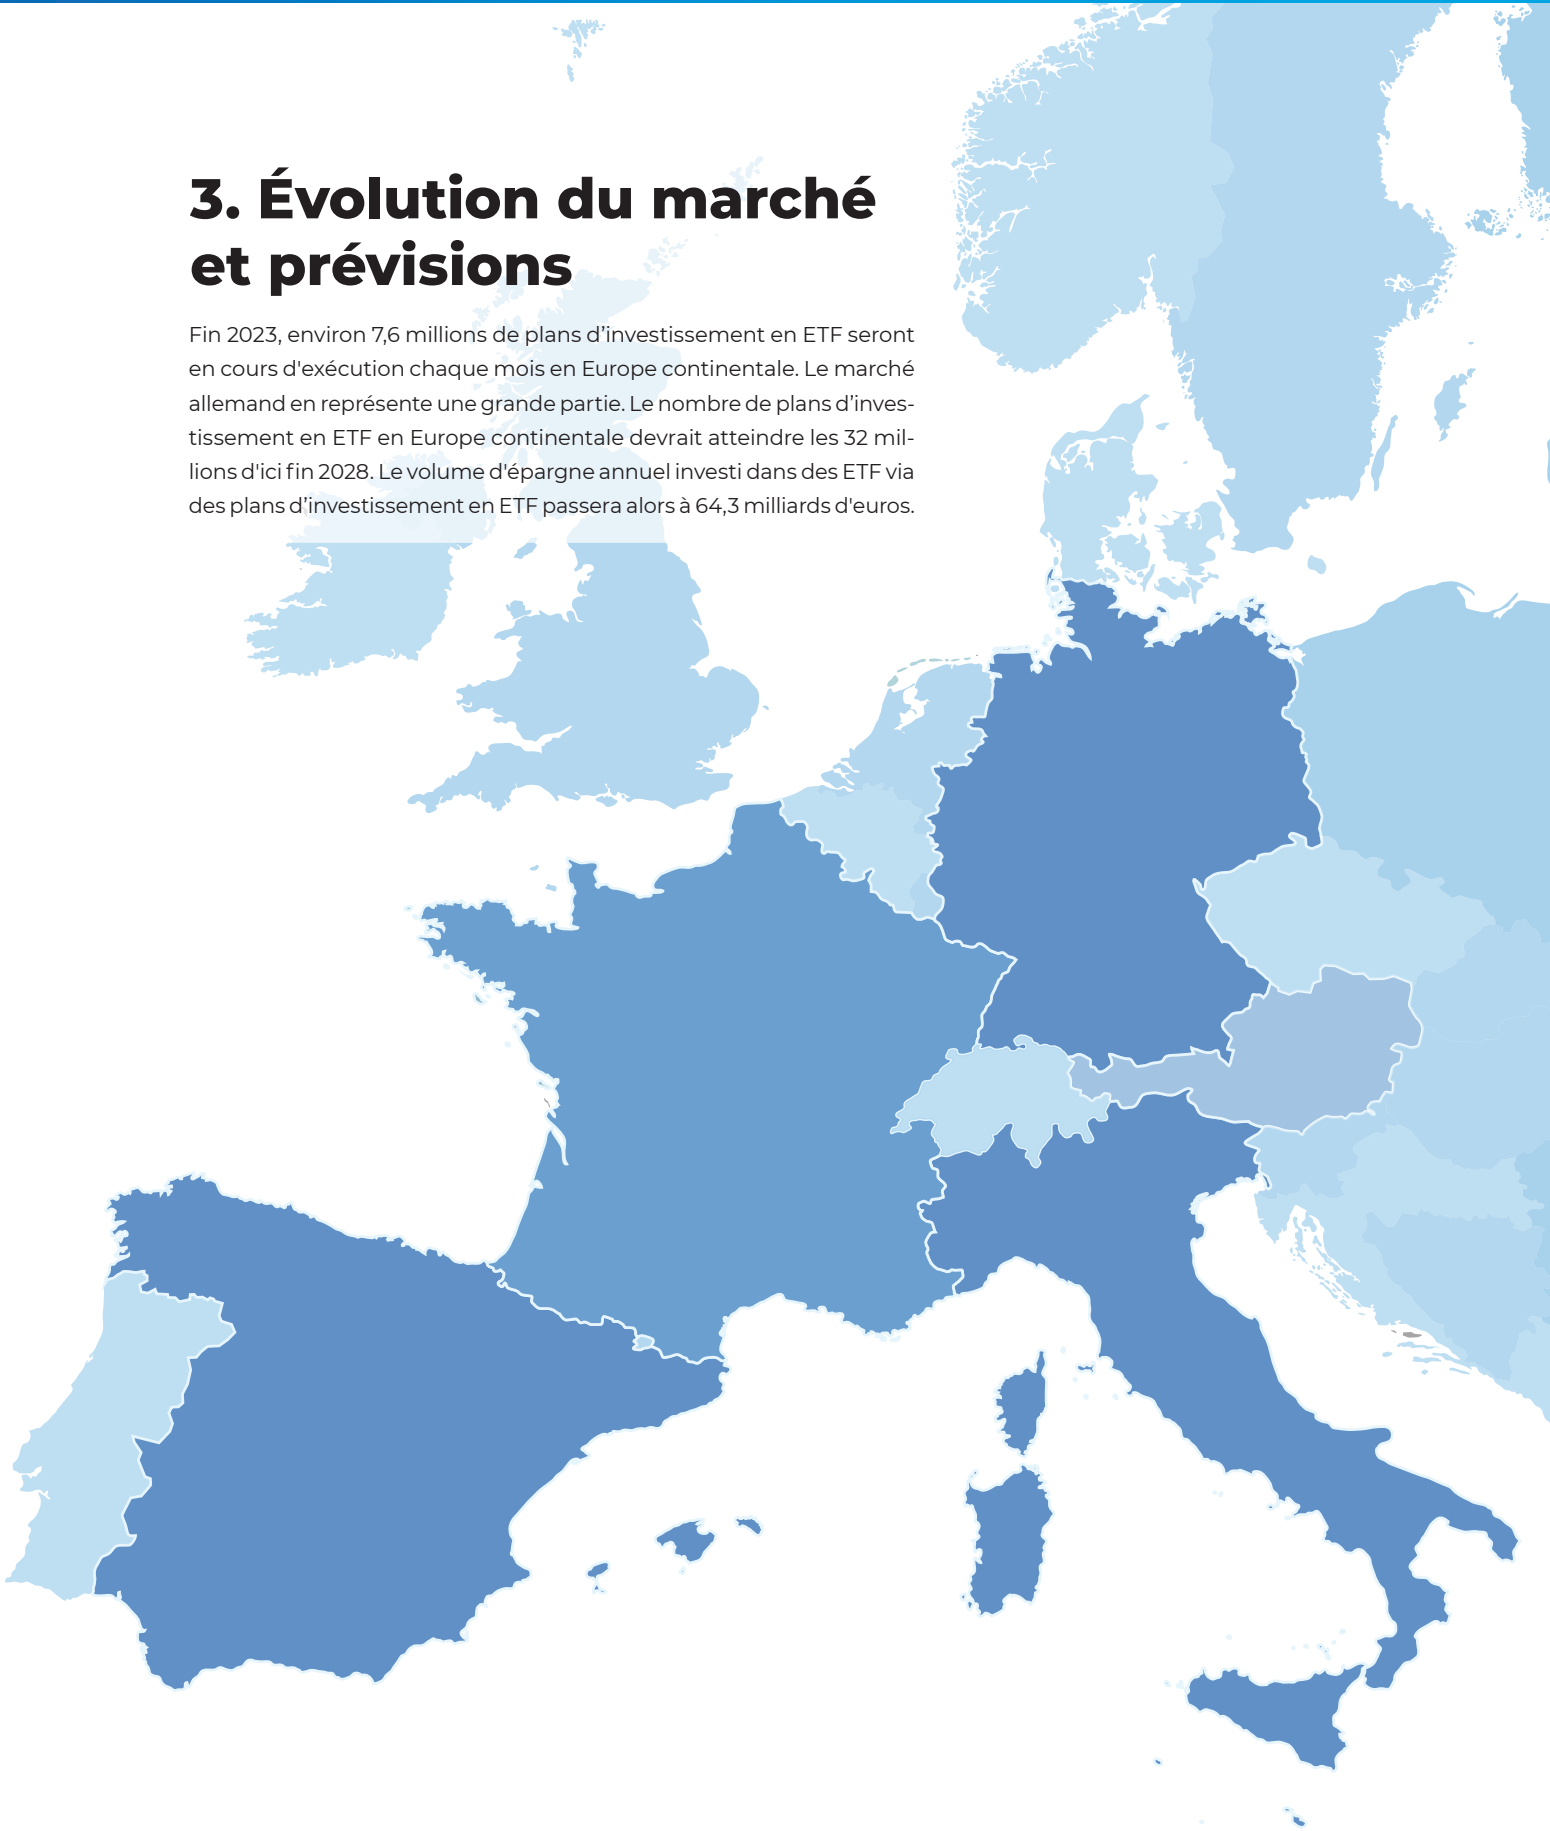 3. Évolution du marché
et prévisions
Fin 2023, environ 7,6 millions de plans d’investissement en ETF seront
en cours d'exécution chaque mois en Europe continentale. Le marché
allemand en représente une grande partie. Le nombre de plans d’inves-
tissement en ETF en Europe continentale devrait atteindre les 32 mil-
lions d'ici fin 2028. Le volume d'épargne annuel investi dans des ETF via
des plans d’investissement en ETF passera alors à 64,3 milliards d'euros.